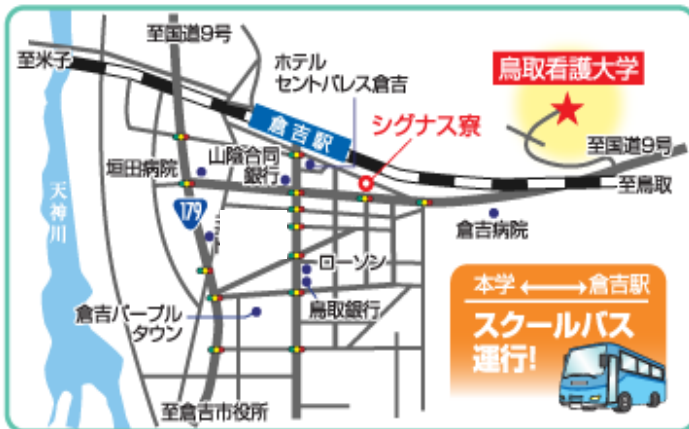 至国道9号
至米子
ホテル
セントパレス倉吉
鳥取看護大学
倉吉駅
シグナス寮
至国道9号
垣田病院
山陰合同
銀行
至鳥取
天神川
179
倉吉病院
ローソン
鳥取銀行
倉吉パープル
タウン
至倉吉市役所
本学 ⟷ 倉吉駅
スクールバス
運行!